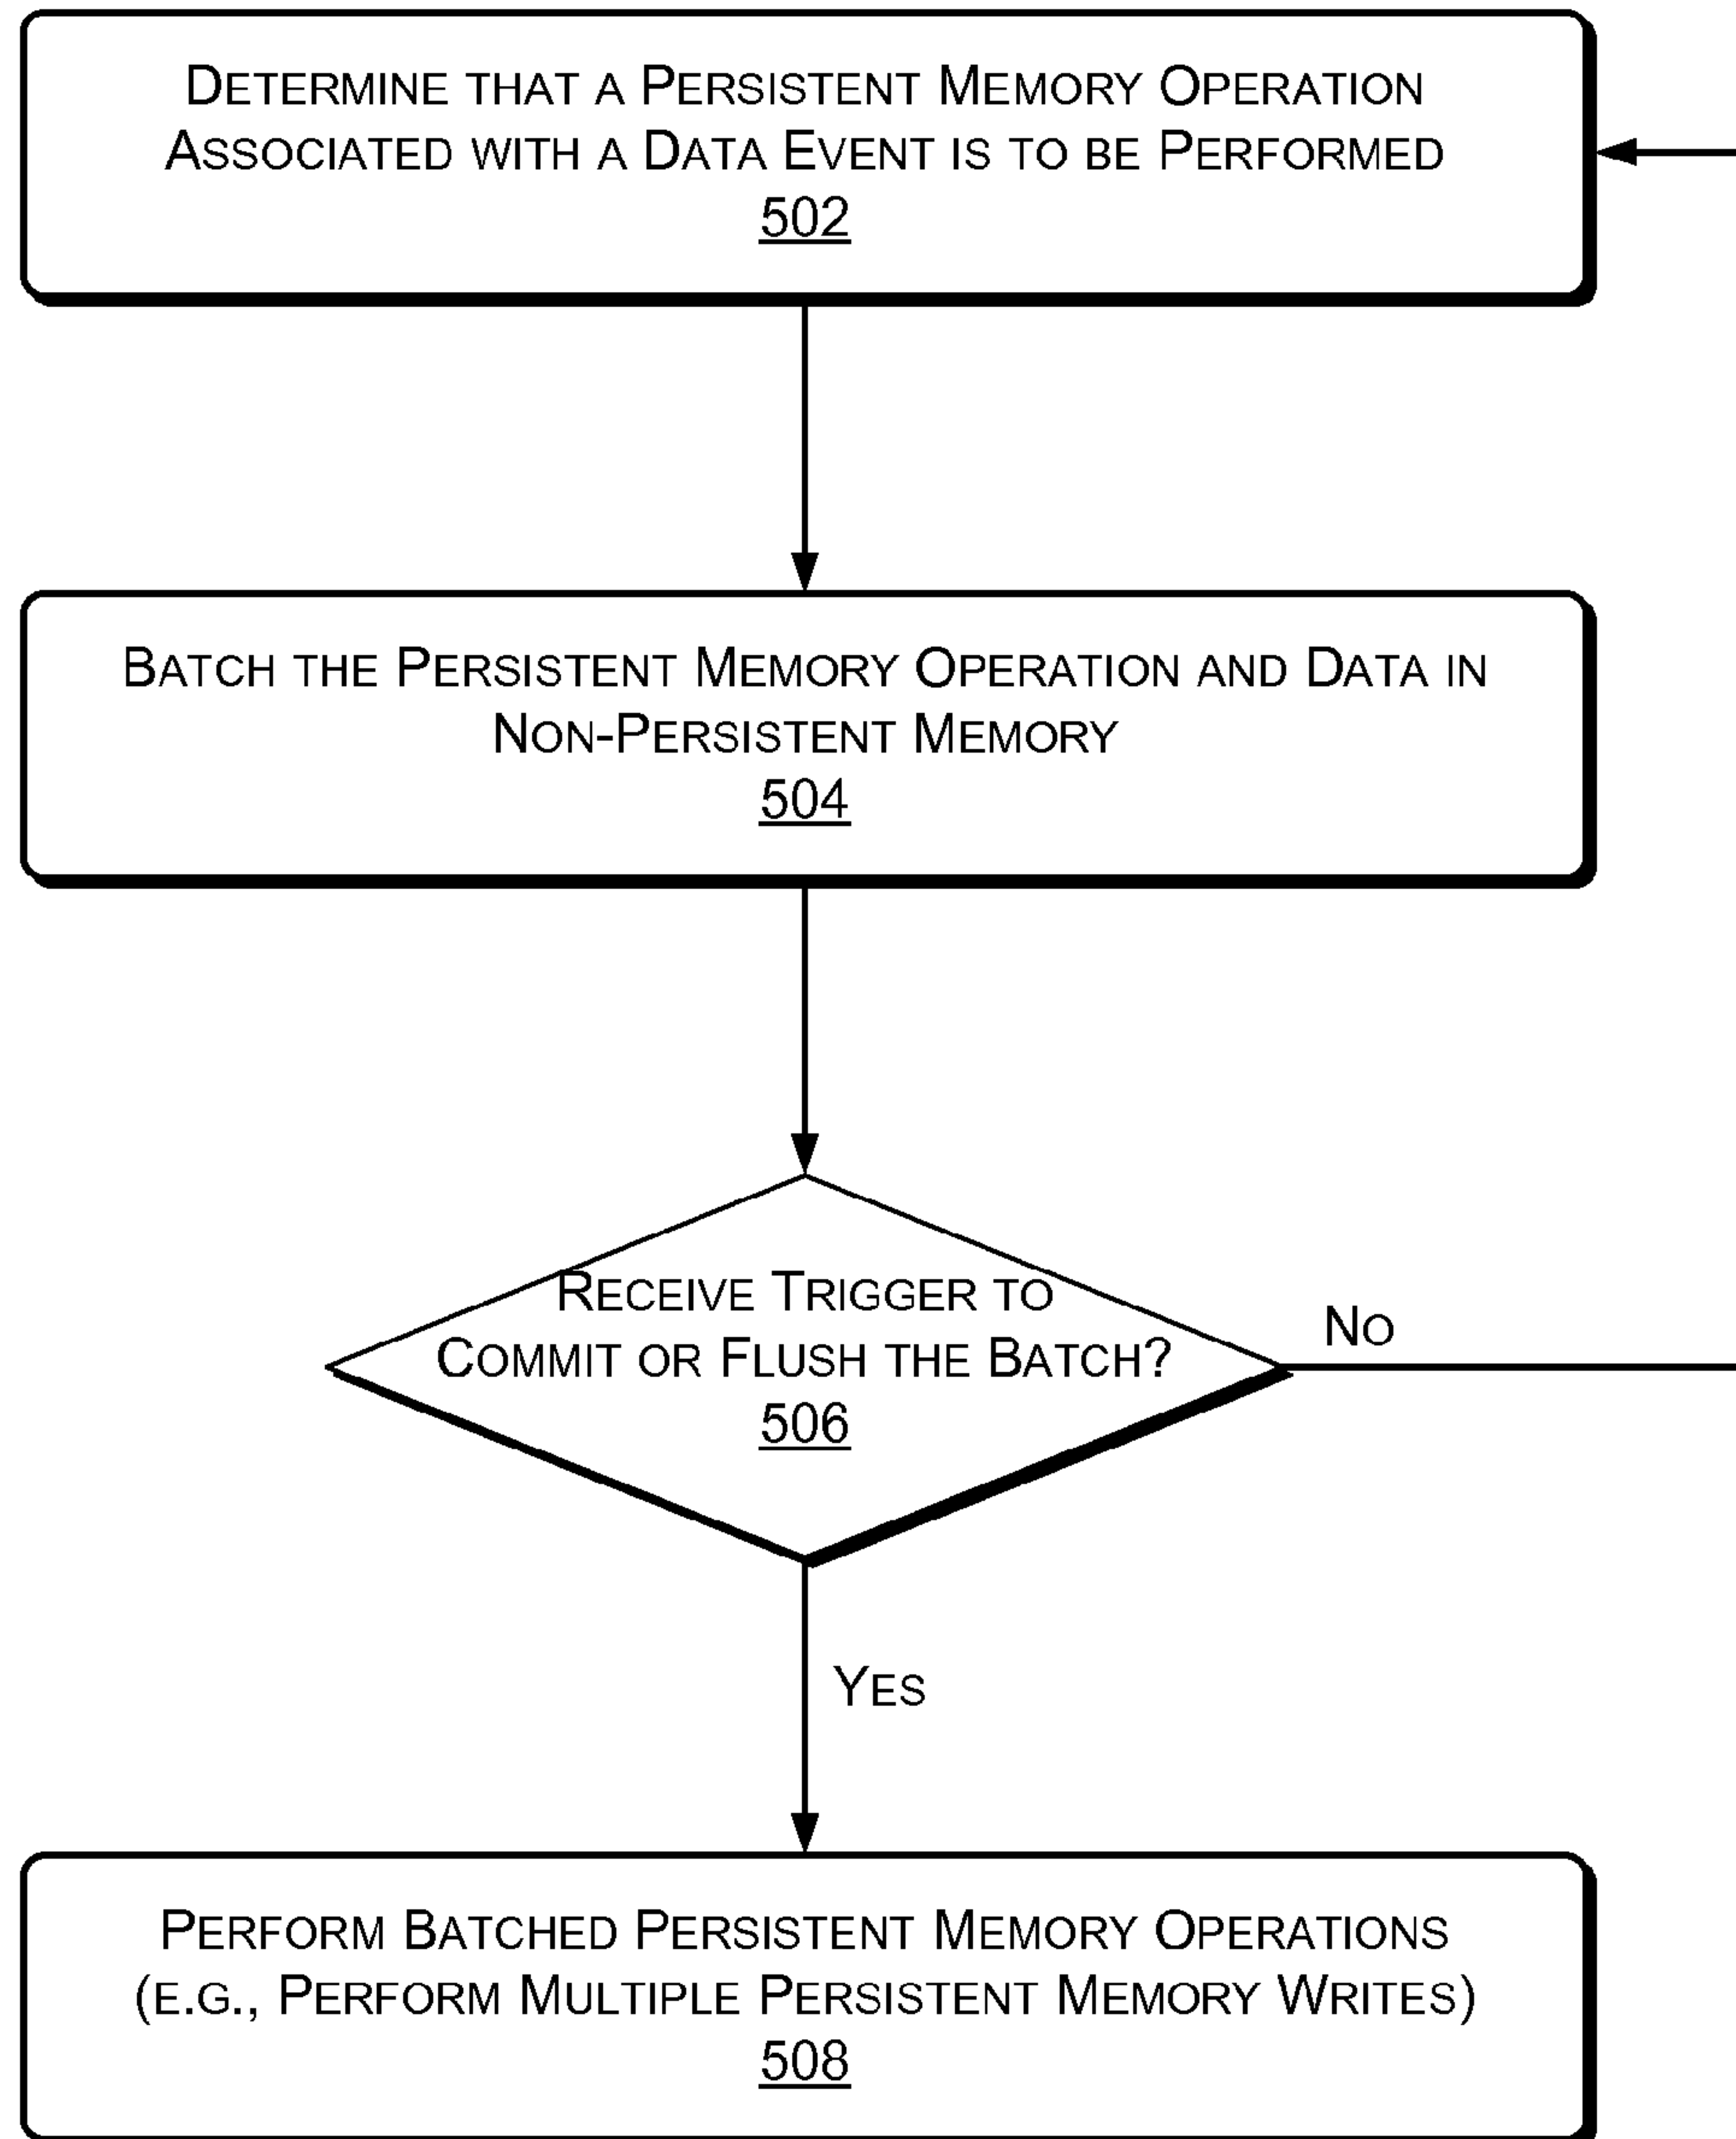 DETERMINE THAT A PERSISTENT MEMORY OPERATION
ASSOCIATED WITH A DATA EVENT IS TO BE PERFORMED
502
BATCH THE PERSISTENT MEMORY OPERATION AND DATA IN
NON-PERSISTENT MEMORY
504
RECEIVE TRIGGER TO
COMMIT OR FLUSH THE BATCH?
506
NO
YES
PERFORM BATCHED PERSISTENT MEMORY OPERATIONS
(E.G., PERFORM MULTIPLE PERSISTENT MEMORY WRITES)
508